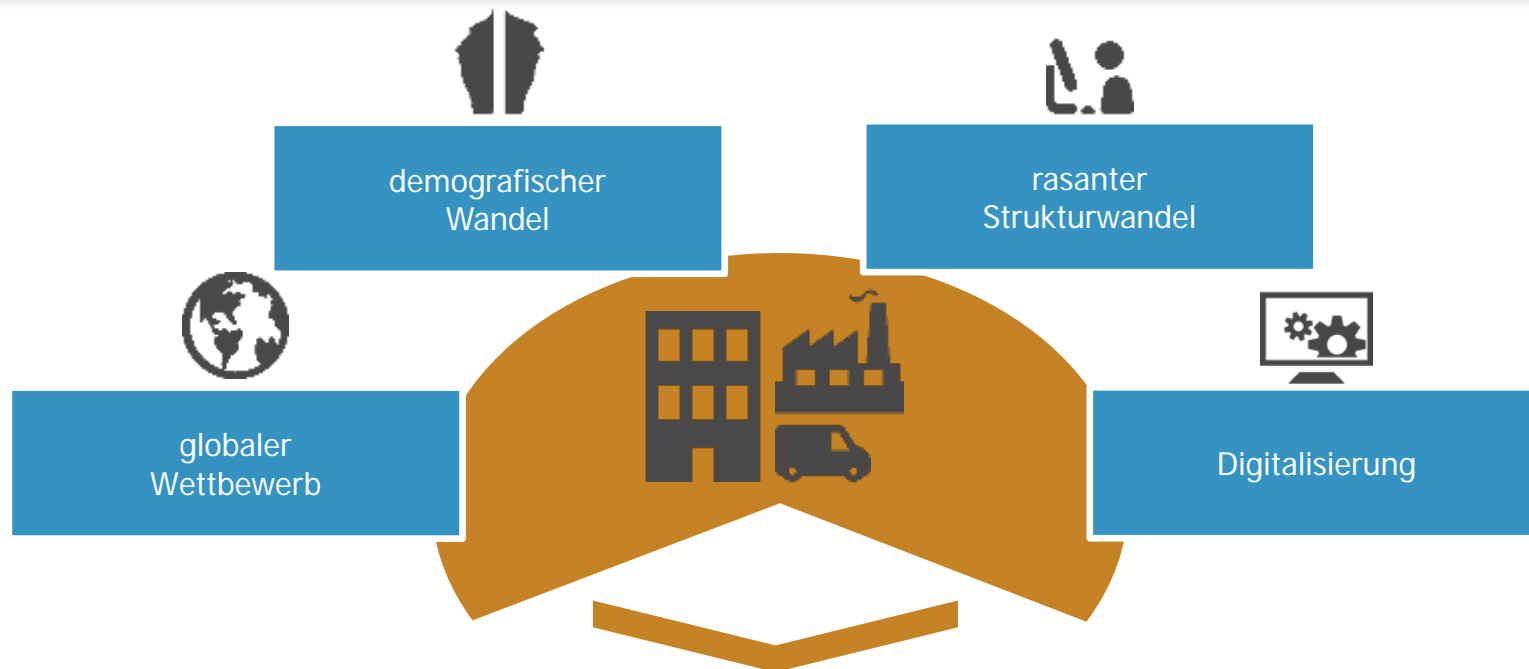 demografischer
Wandel
rasanter
Strukturwandel
globaler
Wettbewerb
Digitalisierung